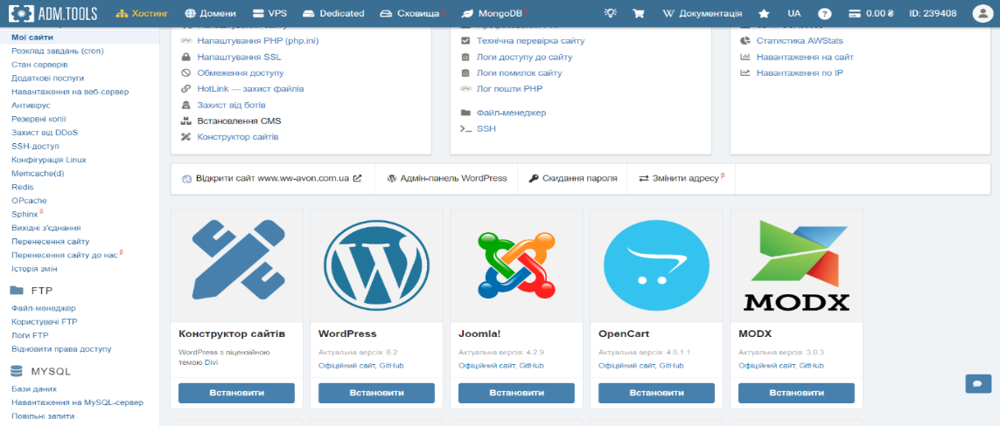 ADM.TOOLS Хостинг Домени VPS Dedicated Сховища β MongoDB β Документація UA ? 0.00 ₴ ID: 239408
Мої сайти
Розклад завдань (cron)
Стан серверів
Додаткові послуги
Навантаження на веб-сервер
Антивірус
Резервні копії
Захист від DDoS
SSH-доступ
Конфігурація Linux
Memcache(d)
Redis
OPcache
Sphinx β
Вихідні з'єднання
Перенесення сайту
Перенесення сайту до нас β
Історія змін
FTP
Файл-менеджер
Користувачі FTP
Логи FTP
Відновити права доступу
MYSQL
Бази даних
Навантаження на MySQL-сервер
Повільні запити
Налаштування PHP (php.ini)
Налаштування SSL
Обмеження доступу
HotLink — захист файлів
Захист від ботів
Встановлення CMS
Конструктор сайтів
Технічна перевірка сайту
Логи доступу до сайту
Логи помилок сайту
Лог пошти PHP
Файл-менеджер
SSH
Статистика AWStats
Навантаження на сайт
Навантаження по IP
Відкрити сайт www.ww-avon.com.ua Адмін-панель WordPress Скидання пароля Змінити адресу β
Конструктор сайтів
WordPress з ліцензійною
темою Divi
Встановити
WordPress
Актуальна версія: 6.2
Офіційний сайт, GitHub
Встановити
Joomla!
Актуальна версія: 4.2.9
Офіційний сайт, GitHub
Встановити
OpenCart
Актуальна версія: 4.0.1.1
Офіційний сайт, GitHub
Встановити
MODX
MODX
Актуальна версія: 3.0.3
Офіційний сайт, GitHub
Встановити